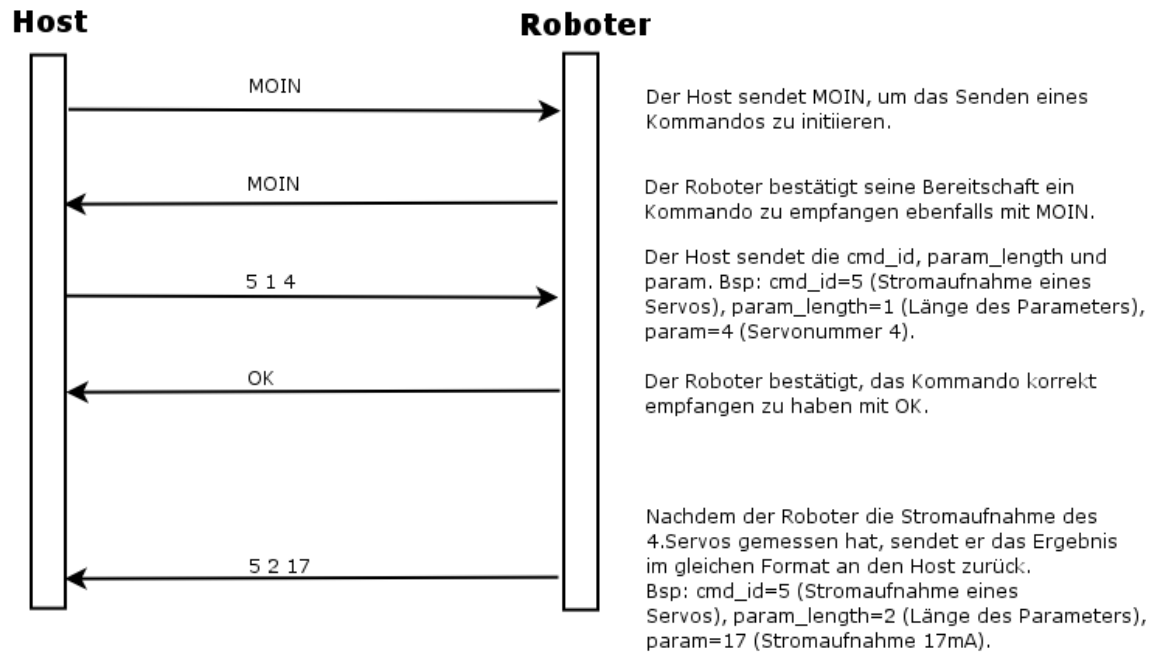 Host
Roboter
MOIN
Der Host sendet MOIN, um das Senden eines
Kommandos zu initiieren.
MOIN
Der Roboter bestätigt seine Bereitschaft ein
Kommando zu empfangen ebenfalls mit MOIN.
5 1 4
Der Host sendet die cmd_id, param_length und
param. Bsp: cmd_id=5 (Stromaufnahme eines
Servos), param_length=1 (Länge des Parameters),
param=4 (Servonummer 4).
OK
Der Roboter bestätigt, das Kommando korrekt
empfangen zu haben mit OK.
5 2 17
Nachdem der Roboter die Stromaufnahme des
4.Servos gemessen hat, sendet er das Ergebnis
im gleichen Format an den Host zurück.
Bsp: cmd_id=5 (Stromaufnahme eines
Servos), param_length=2 (Länge des Parameters),
param=17 (Stromaufnahme 17mA).